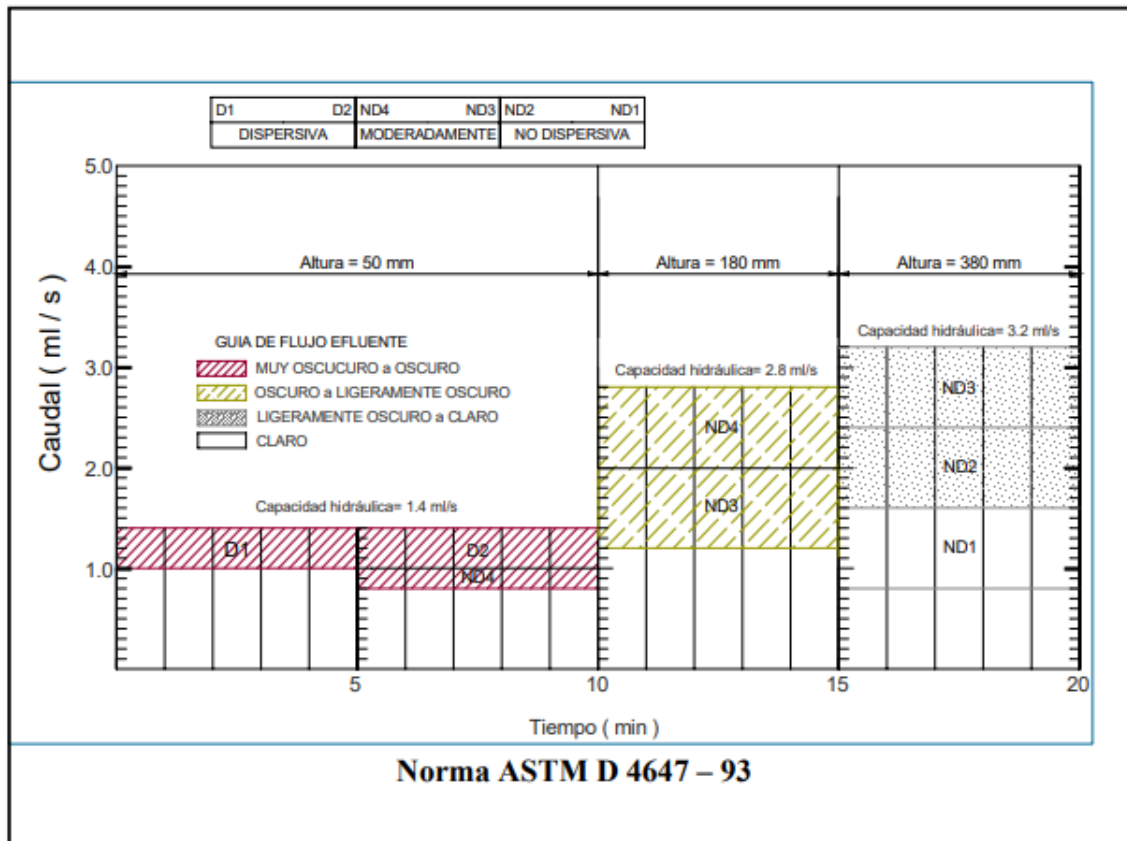 D1 D2 ND4 ND3 ND2 ND1
DISPERSIVA MODERADAMENTE NO DISPERSIVA
5.0
Altura = 50 mm Altura = 180 mm Altura = 380 mm
4.0
Capacidad hidráulica= 3.2 ml/s
GUIA DE FLUJO EFLUENTE
MUY OSCUCURO a OSCURO
3.0
Capacidad hidráulica= 2.8 ml/s
OSCURO a LIGERAMENTE OSCURO
ND3
LIGERAMENTE OSCURO a CLARO
ND4
CLARO
2.0
ND2
Capacidad hidráulica= 1.4 ml/s
ND3
D1
D2
ND1
1.0
ND4
Caudal ( ml / s )
5 10 15 20
Tiempo ( min )
Norma ASTM D 4647 – 93